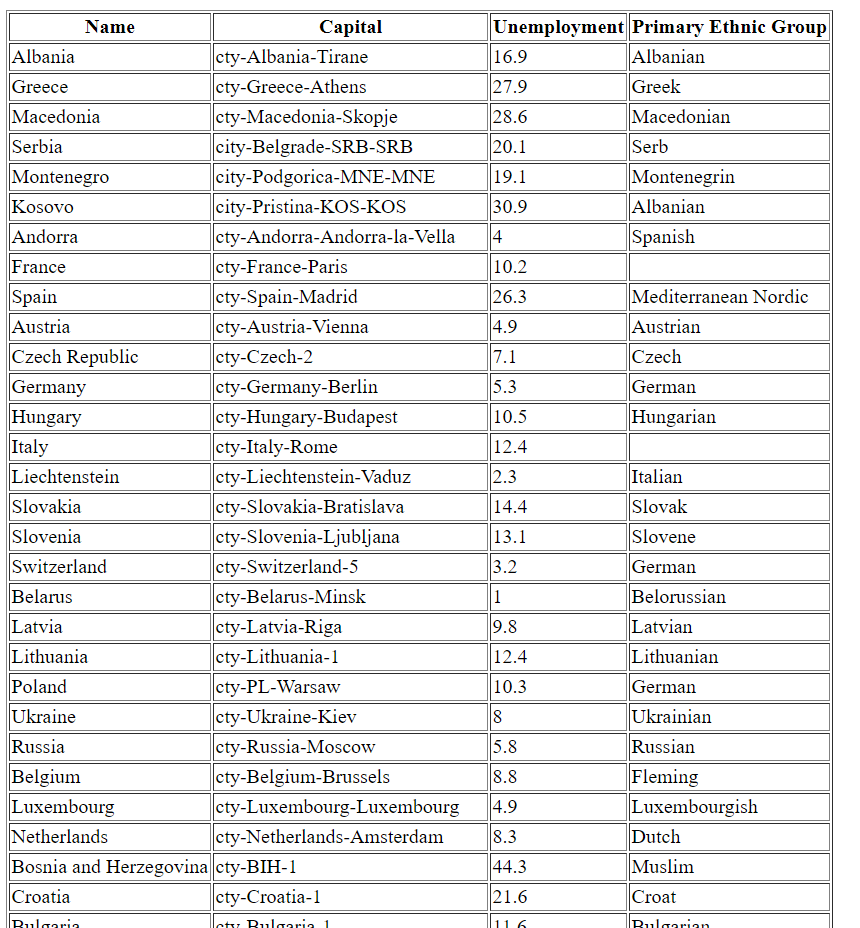 Name Capital Unemployment Primary Ethnic Group
Albania cty-Albania-Tirane 16.9 Albanian
Greece cty-Greece-Athens 27.9 Greek
Macedonia cty-Macedonia-Skopje 28.6 Macedonian
Serbia city-Belgrade-SRB-SRB 20.1 Serb
Montenegro city-Podgorica-MNE-MNE 19.1 Montenegrin
Kosovo city-Pristina-KOS-KOS 30.9 Albanian
Andorra cty-Andorra-Andorra-la-Vella 4 Spanish
France cty-France-Paris 10.2
Spain cty-Spain-Madrid 26.3 Mediterranean Nordic
Austria cty-Austria-Vienna 4.9 Austrian
Czech Republic cty-Czech-2 7.1 Czech
Germany cty-Germany-Berlin 5.3 German
Hungary cty-Hungary-Budapest 10.5 Hungarian
Italy cty-Italy-Rome 12.4
Liechtenstein cty-Liechtenstein-Vaduz 2.3 Italian
Slovakia cty-Slovakia-Bratislava 14.4 Slovak
Slovenia cty-Slovenia-Ljubljana 13.1 Slovene
Switzerland cty-Switzerland-5 3.2 German
Belarus cty-Belarus-Minsk 1 Belorussian
Latvia cty-Latvia-Riga 9.8 Latvian
Lithuania cty-Lithuania-1 12.4 Lithuanian
Poland cty-PL-Warsaw 10.3 German
Ukraine cty-Ukraine-Kiev 8 Ukrainian
Russia cty-Russia-Moscow 5.8 Russian
Belgium cty-Belgium-Brussels 8.8 Fleming
Luxembourg cty-Luxembourg-Luxembourg 4.9 Luxembourgish
Netherlands cty-Netherlands-Amsterdam 8.3 Dutch
Bosnia and Herzegovina cty-BIH-1 44.3 Muslim
Croatia cty-Croatia-1 21.6 Croat
Bulgaria cty-Bulgaria-1 11.6 Bulgarian